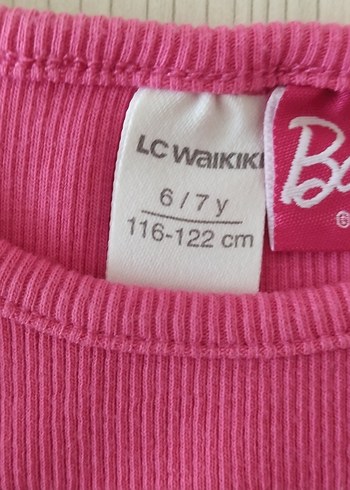 LC WAIKIKI
6 / 7 y
116-122 cm